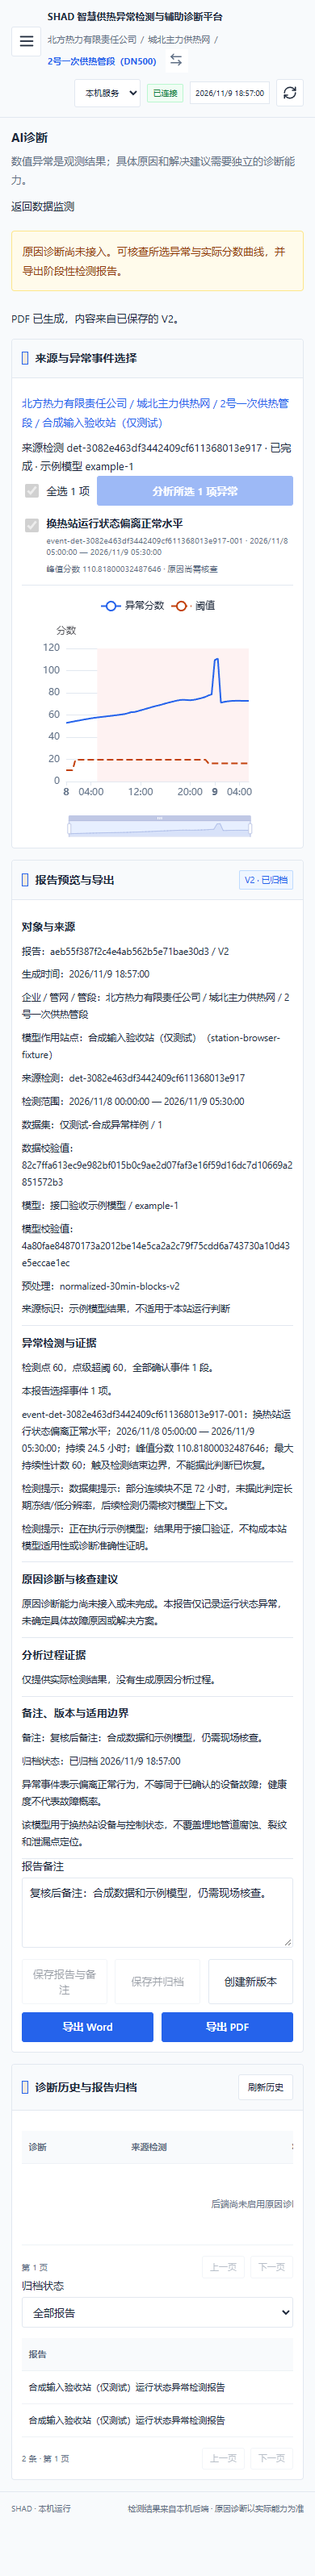 SHAD 智慧供热异常检测与辅助诊断平台
北方热力有限责任公司 / 城北主力供热网 /
2号一次供热管段（DN500）
本机服务
已连接
2026/11/9 18:57:00
AI诊断
数值异常是观测结果；具体原因和解决建议需要独立的诊断能
力。
返回数据监测
原因诊断尚未接入。可核查所选异常与实际分数曲线，并
导出阶段性检测报告。
PDF 已生成，内容来自已保存的 V2。
来源与异常事件选择
北方热力有限责任公司 / 城北主力供热网 / 2号一次供热管
段 / 合成输入验收站（仅测试）
来源检测 det-3082e463df3442409cf611368013e917 · 已完
成 · 示例模型 example-1
全选 1 项
分析所选 1 项异常
换热站运行状态偏离正常水平
event-det-3082e463df3442409cf611368013e917-001 · 2026/11/8
05:00:00 — 2026/11/9 05:30:00
峰值分数 110.81800032487646 · 原因尚需核查
异常分数
阈值
分数
120
100
80
60
40
20
0
8 04:00 12:00 20:00 9 04:00
报告预览与导出
V2 · 已归档
对象与来源
报告：aeb55f387f2c4e4ab562b5e71bae30d3 / V2
生成时间：2026/11/9 18:57:00
企业 / 管网 / 管段：北方热力有限责任公司 / 城北主力供热网 / 2
号一次供热管段
模型作用站点：合成输入验收站（仅测试）（station-browser-
fixture）
来源检测：det-3082e463df3442409cf611368013e917
检测范围：2026/11/8 00:00:00 — 2026/11/9 05:30:00
数据集：仅测试-合成异常样例 / 1
数据校验值：
82c7ffa613ec9e982bf015b0c9ae2d07faf3e16f59d16dc7d10669a2
851572b3
模型：接口验收示例模型 / example-1
模型校验值：
4a80fae84870173a2012be14e5ca2a2c79f75cdd6a743730a10d43
e5eccae1ec
预处理：normalized-30min-blocks-v2
来源标识：示例模型结果，不适用于本站运行判断
异常检测与证据
检测点 60，点级超阈 60，全部确认事件 1 段。
本报告选择事件 1 项。
event-det-3082e463df3442409cf611368013e917-001：换热站运
行状态偏离正常水平；2026/11/8 05:00:00 — 2026/11/9
05:30:00；持续 24.5 小时；峰值分数 110.81800032487646；最大
持续性计数 60；触及检测结束边界，不能据此判断已恢复。
检测提示：数据集提示：部分连续块不足 72 小时，未据此判定长
期冻结/低分辨率，后续检测仍需核对模型上下文。
检测提示：正在执行示例模型；结果用于接口验证，不构成本站
模型适用性或诊断准确性证明。
原因诊断与核查建议
原因诊断能力尚未接入或未完成。本报告仅记录运行状态异常，
未确定具体故障原因或解决方案。
分析过程证据
仅提供实际检测结果，没有生成原因分析过程。
备注、版本与适用边界
备注：复核后备注：合成数据和示例模型，仍需现场核查。
归档状态：已归档 2026/11/9 18:57:00
异常事件表示偏离正常行为，不等同于已确认的设备故障；健康
度不代表故障概率。
该模型用于换热站设备与控制状态，不覆盖埋地管道腐蚀、裂纹
和泄漏点定位。
报告备注
复核后备注：合成数据和示例模型，仍需现场核查。
保存报告与备
注
保存并归档
创建新版本
导出 Word
导出 PDF
诊断历史与报告归档
刷新历史
诊断 来源检测
后端尚未启用原因诊
第 1 页
上一页
下一页
归档状态
全部报告
报告
合成输入验收站（仅测试）运行状态异常检测报告
合成输入验收站（仅测试）运行状态异常检测报告
2 条 · 第 1 页
上一页
下一页
SHAD · 本机运行
检测结果来自本机后端 · 原因诊断以实际能力为准